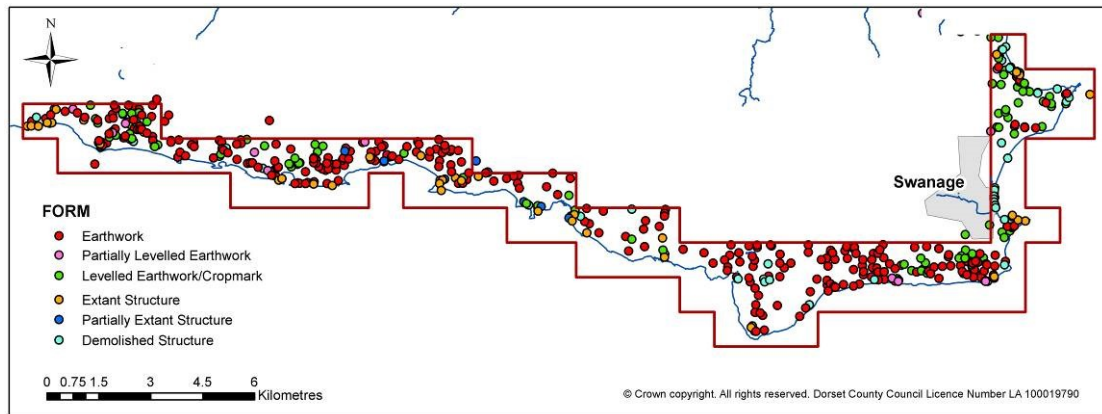 N
Swanage
FORM
Earthwork
Partially Levelled Earthwork
Levelled Earthwork/Cropmark
Extant Structure
Partially Extant Structure
Demolished Structure
0 0.75 1.5 3 4.5 6
Kilometres
© Crown copyright. All rights reserved. Dorset County Council Licence Number LA 100019790